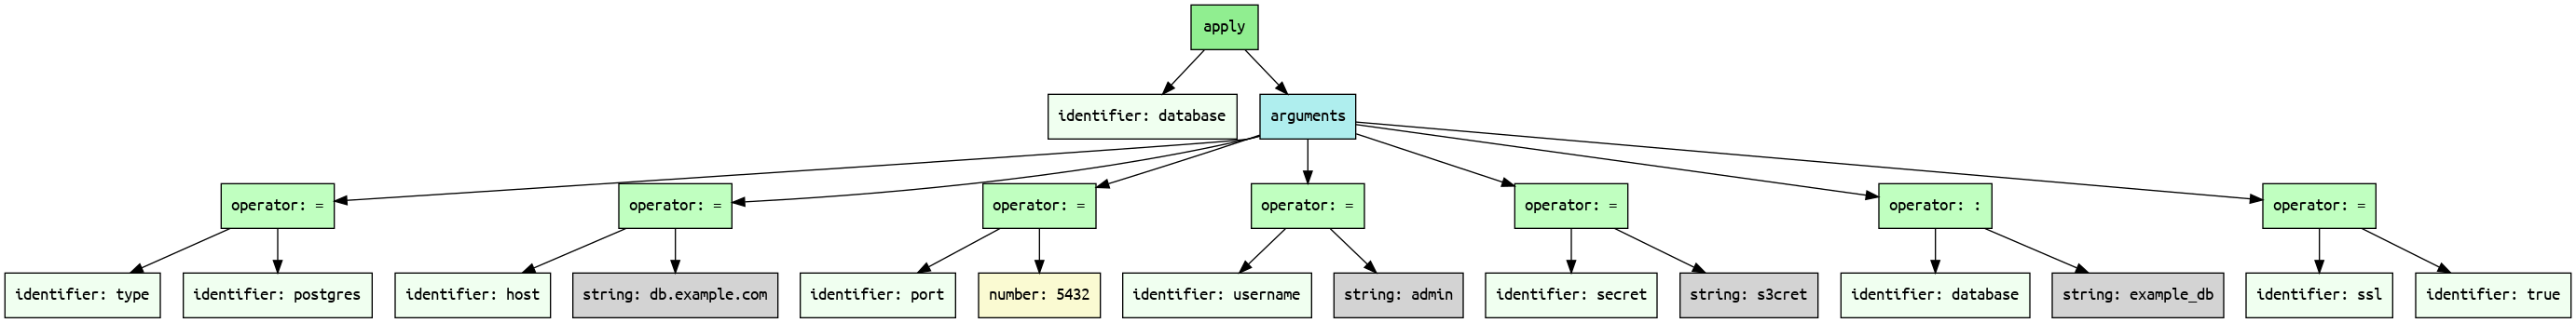 apply
identifier: database
arguments
operator: =
operator: =
operator: =
operator: =
operator: =
operator: :
operator: =
identifier: type
identifier: postgres
identifier: host
string: db.example.com
identifier: port
number: 5432
identifier: username
string: admin
identifier: secret
string: s3cret
identifier: database
string: example_db
identifier: ssl
identifier: true